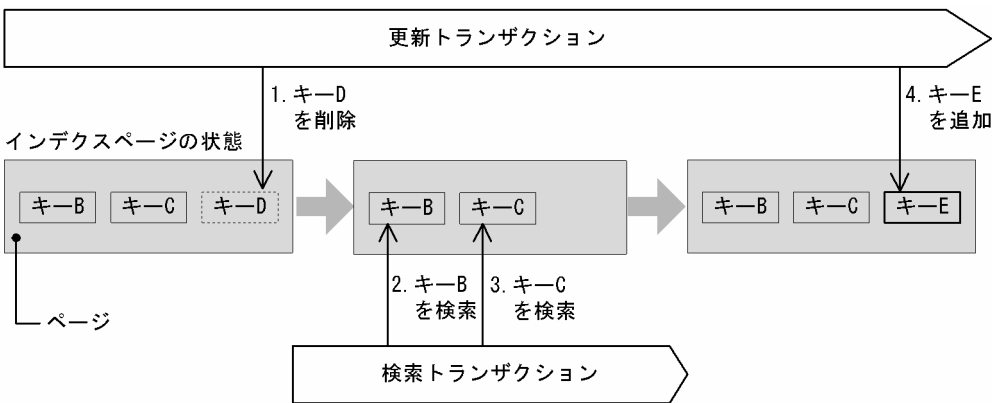 更新トランザクション
1. キーD
を削除
4. キーE
を追加
インデクスページの状態
キーB
キーC
キーD
キーB
キーC
キーB
キーC
キーE
2. キーB
を検索
3. キーC
を検索
ページ
検索トランザクション